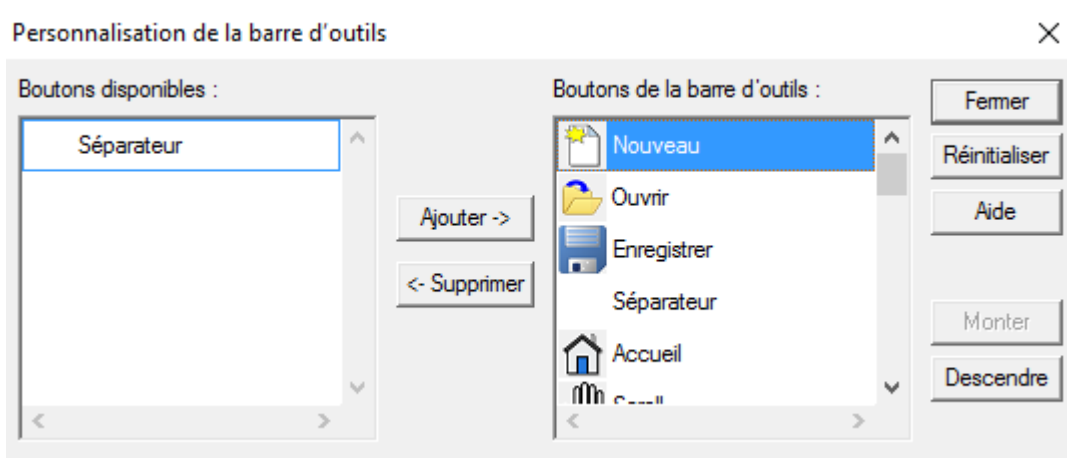 Personnalisation de la barre d'outils
Boutons disponibles :
Séparateur
Ajouter ->
<- Supprimer
Boutons de la barre d'outils :
Nouveau
Ouvrir
Enregistrer
Séparateur
Accueil
Fermer
Réinitialiser
Aide
Monter
Descendre